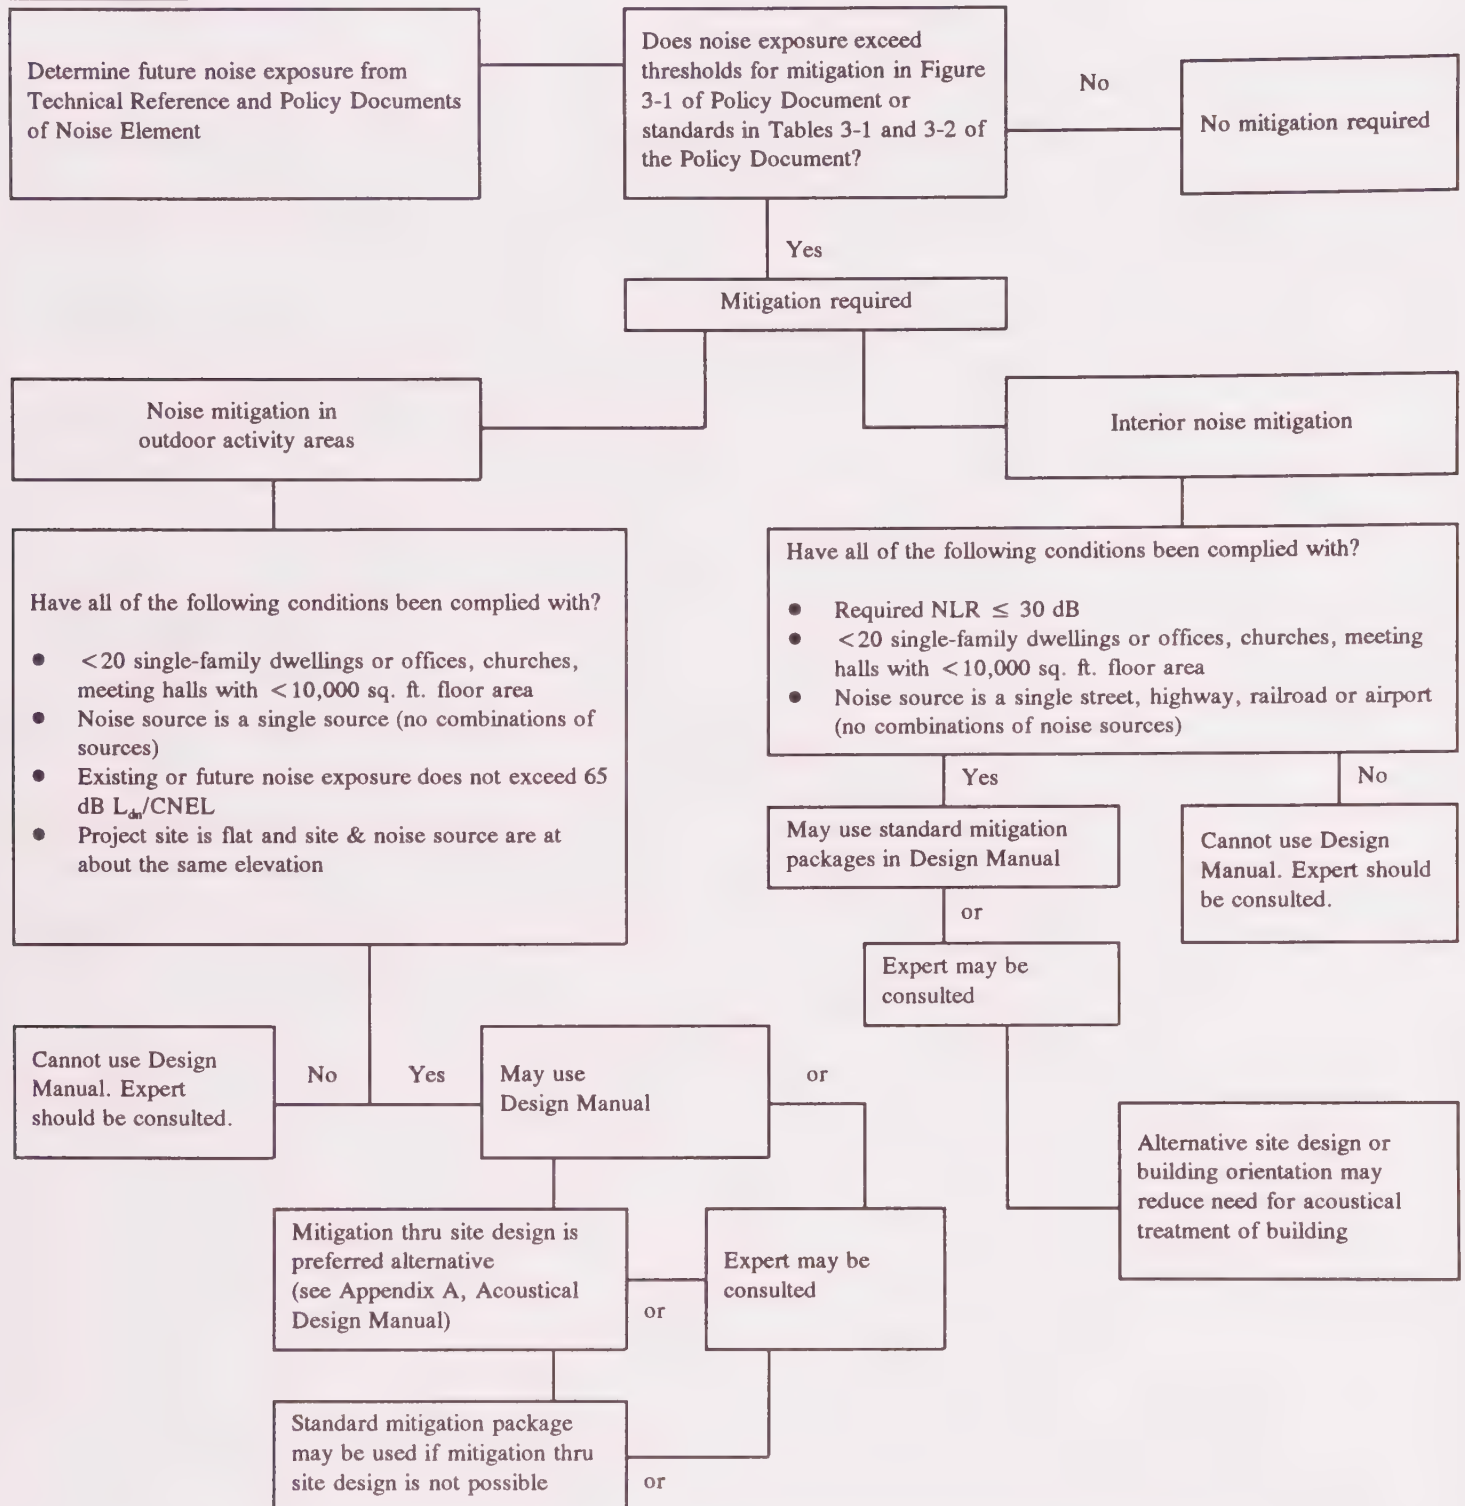 Determine future noise exposure from
Technical Reference and Policy Documents
of Noise Element
Does noise exposure exceed
thresholds for mitigation in Figure
3-1 of Policy Document or
standards in Tables 3-1 and 3-2 of
the Policy Document?
No
No mitigation required
Yes
Mitigation required
Noise mitigation in
outdoor activity areas
Interior noise mitigation
Have all of the following conditions been complied with?
● <20 single-family dwellings or offices, churches,
meeting halls with <10,000 sq. ft. floor area
● Noise source is a single source (no combinations of
sources)
● Existing or future noise exposure does not exceed 65
dB Ldn/CNEL
● Project site is flat and site & noise source are at
about the same elevation
Have all of the following conditions been complied with?
● Required NLR ≤ 30 dB
● <20 single-family dwellings or offices, churches, meeting
halls with <10,000 sq. ft. floor area
● Noise source is a single street, highway, railroad or airport
(no combinations of noise sources)
Yes
No
May use standard mitigation
packages in Design Manual
Cannot use Design
Manual. Expert should
be consulted.
or
Expert may be
consulted
Cannot use Design
Manual. Expert
should be consulted.
No
Yes
May use
Design Manual
or
Alternative site design or
building orientation may
reduce need for acoustical
treatment of building
Mitigation thru site design is
preferred alternative
(see Appendix A, Acoustical
Design Manual)
or
Expert may be
consulted
Standard mitigation package
may be used if mitigation thru
site design is not possible
or